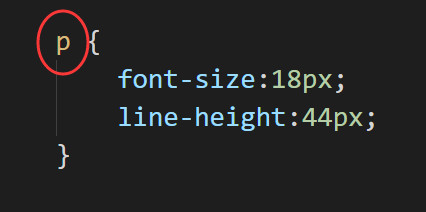 p {
font-size:18px;
line-height:44px;
}